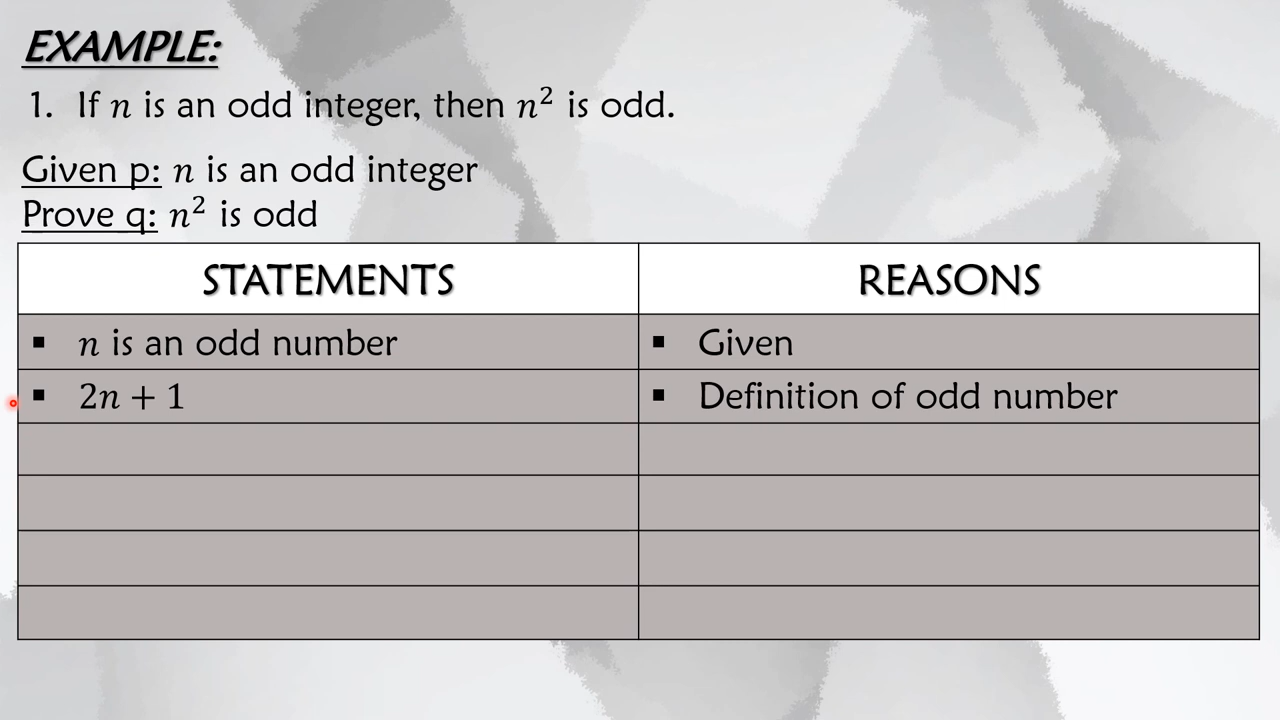 EXAMPLE:
1. If n is an odd integer, then n² is odd.
Given p: n is an odd integer
Prove q: n² is odd
STATEMENTS
REASONS
▪ n is an odd number
▪ Given
▪ 2n + 1
▪ Definition of odd number